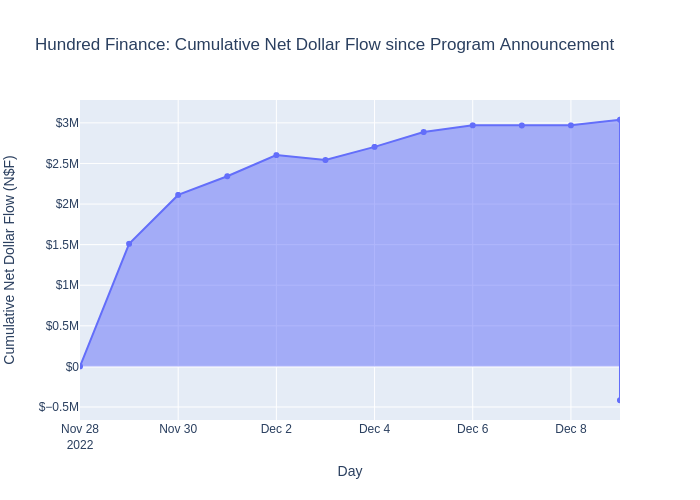 Hundred Finance: Cumulative Net Dollar Flow since Program Announcement
Cumulative Net Dollar Flow (N$F)
$3M
$2.5M
$2M
$1.5M
$1M
$0.5M
$0
$−0.5M
Nov 28
2022
Nov 30
Dec 2
Dec 4
Dec 6
Dec 8
Day